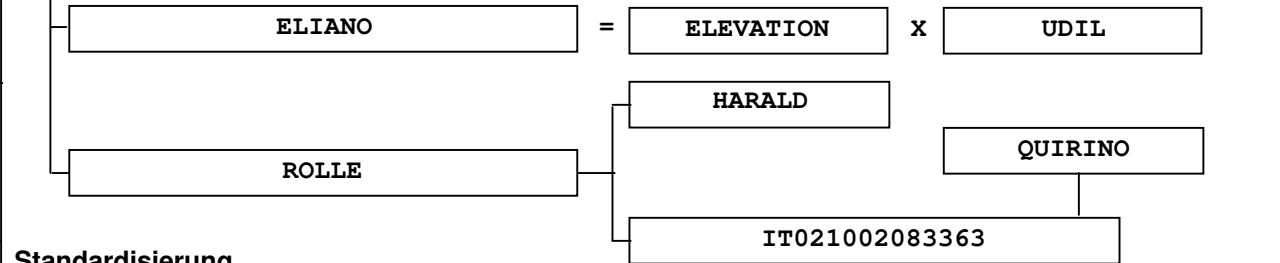 ELIANO = ELEVATION X UDIL
HARALD
QUIRINO
ROLLE
IT021002083363
Standardisierung